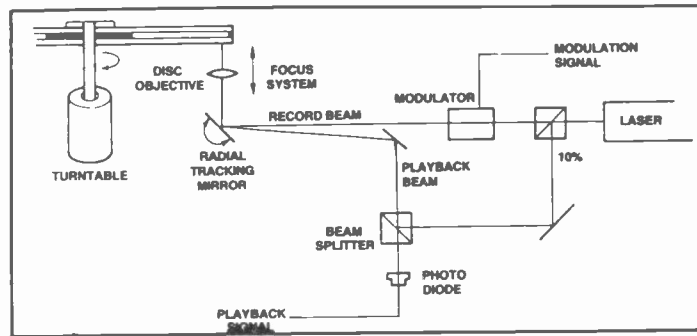 MODULATION
SIGNAL
DISC
OBJECTIVE
FOCUS
SYSTEM
MODULATOR
RECORD BEAM
LASER
10%
TURNTABLE
RADIAL
TRACKING
MIRROR
PLAYBACK
BEAM
BEAM
SPLITTER
PHOTO
DIODE
PLAYBACK
SIGNAL